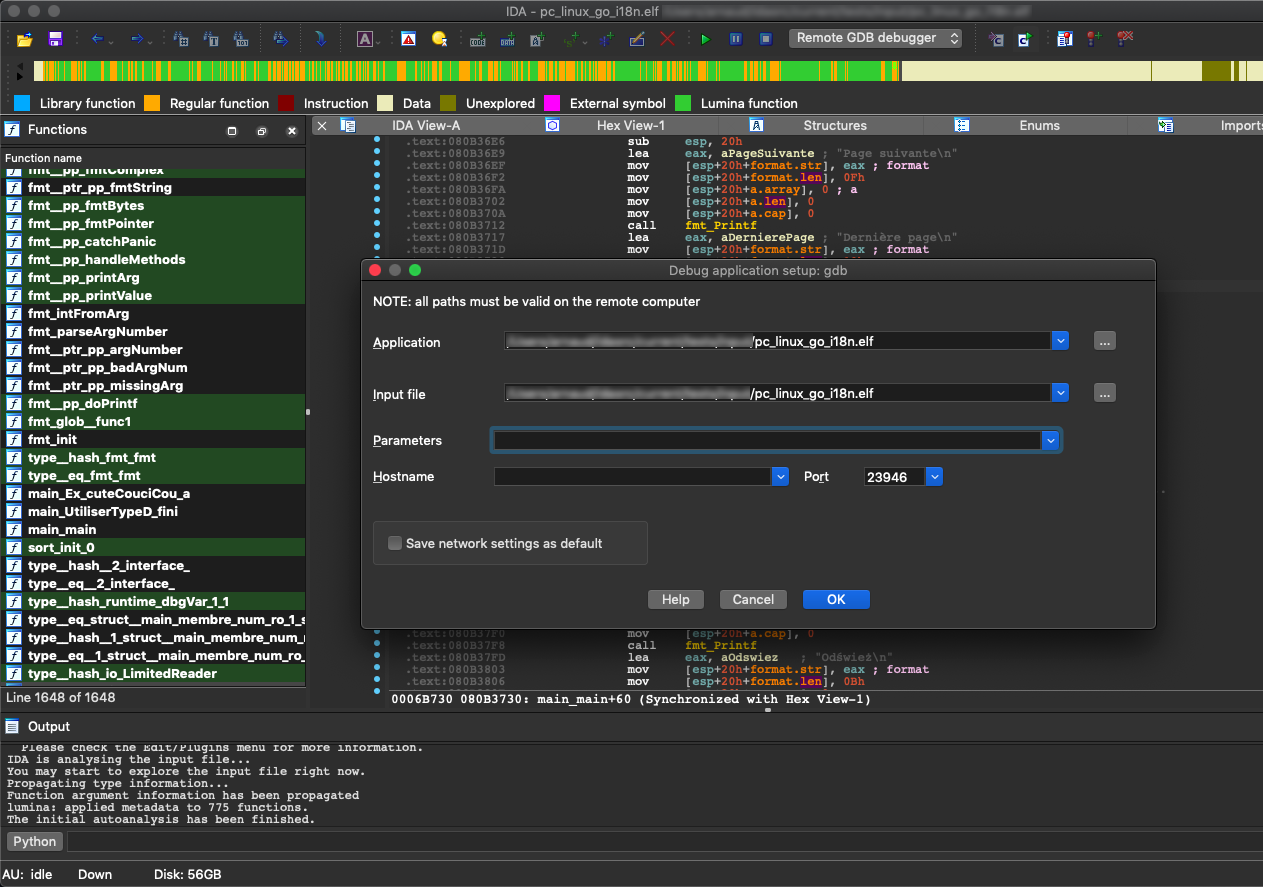 IDA - pc_linux_go_i18n.elf
Remote GDB debugger
Library function Regular function Instruction Data Unexplored External symbol Lumina function
Functions
Function name
fmt__pp_fmtComplex
fmt__ptr_pp_fmtString
fmt__pp_fmtBytes
fmt__pp_fmtPointer
fmt__pp_catchPanic
fmt__pp_handleMethods
fmt__pp_printArg
fmt__pp_printValue
fmt_intFromArg
fmt_parseArgNumber
fmt__ptr_pp_argNumber
fmt__ptr_pp_badArgNum
fmt__ptr_pp_missingArg
fmt__pp_doPrintf
fmt_glob__func1
fmt_init
type__hash_fmt_fmt
type__eq_fmt_fmt
main_Ex_cuteCouciCou_a
main_UtiliserTypeD_fini
main_main
sort_init_0
type__hash__2_interface_
type__eq__2_interface_
type__hash_runtime_dbgVar_1_1
type__eq_struct__main_membre_num_ro_1_s
type__hash__1_struct__main_membre_num_
type__eq__1_struct__main_membre_num_ro_
type__hash_io_LimitedReader
Line 1648 of 1648
IDA View-A Hex View-1 Structures Enums Imports
.text:080B36E6 sub esp, 20h
.text:080B36E9 lea eax, aPageSuivante ; "Page suivante\n"
.text:080B36EF mov [esp+20h+format.str], eax ; format
.text:080B36F2 mov [esp+20h+format.len], 0Fh
.text:080B36FA mov [esp+20h+a.array], 0 ; a
.text:080B3702 mov [esp+20h+a.len], 0
.text:080B370A mov [esp+20h+a.cap], 0
.text:080B3712 call fmt_Printf
.text:080B3717 lea eax, aDernierePage ; "Dernière page\n"
.text:080B371D mov [esp+20h+format.str], eax ; format
Debug application setup: gdb
NOTE: all paths must be valid on the remote computer
Application /pc_linux_go_i18n.elf ...
Input file /pc_linux_go_i18n.elf ...
Parameters
Hostname Port 23946
Save network settings as default
Help Cancel OK
.text:080B37F0 mov [esp+20h+a.cap], 0
.text:080B37F8 call fmt_Printf
.text:080B37FD lea eax, aOdswiez ; "Odśwież\n"
.text:080B3803 mov [esp+20h+format.str], eax ; format
.text:080B3806 mov [esp+20h+format.len], 0Bh
0006B730 080B3730: main_main+60 (Synchronized with Hex View-1)
Output
Please check the Edit/Plugins menu for more information.
IDA is analysing the input file...
You may start to explore the input file right now.
Propagating type information...
Function argument information has been propagated
lumina: applied metadata to 775 functions.
The initial autoanalysis has been finished.
Python
AU: idle Down Disk: 56GB